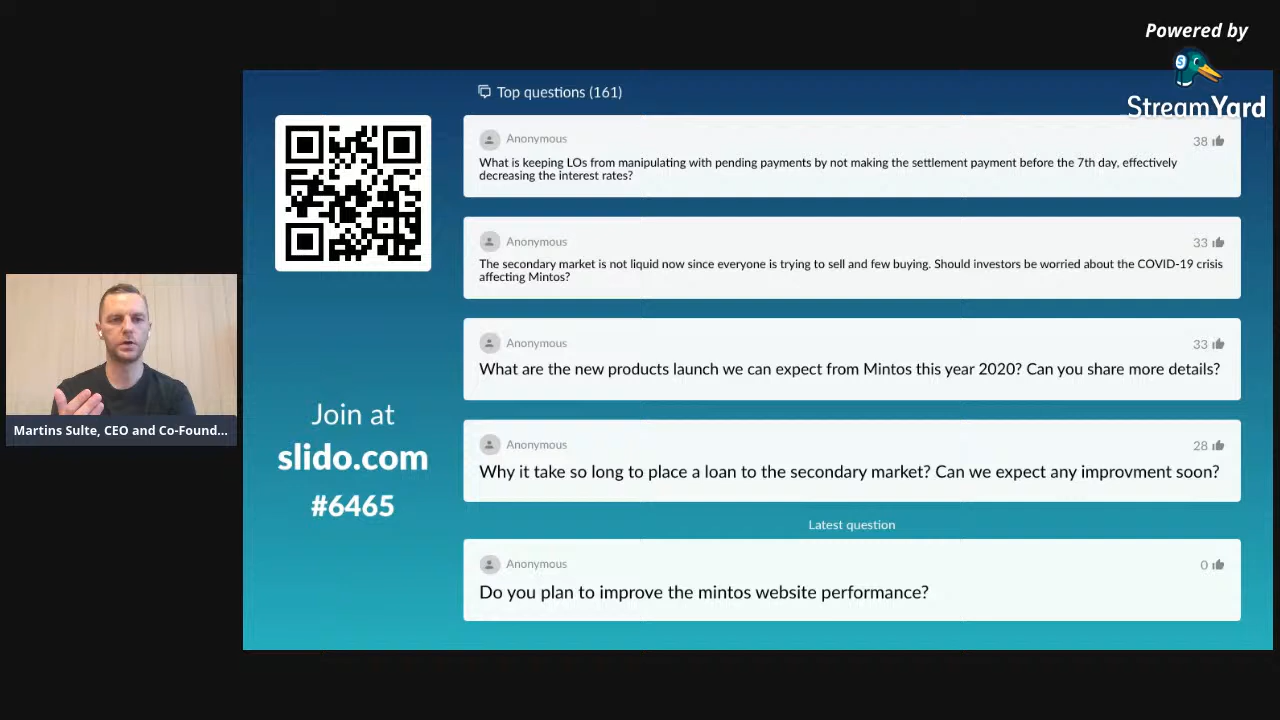 Powered by
StreamYard
Top questions (161)
Anonymous
38
What is keeping LOs from manipulating with pending payments by not making the settlement payment before the 7th day, effectively
decreasing the interest rates?
Anonymous
33
The secondary market is not liquid now since everyone is trying to sell and few buying. Should investors be worried about the COVID-19 crisis
affecting Mintos?
Anonymous
33
What are the new products launch we can expect from Mintos this year 2020? Can you share more details?
Anonymous
28
Why it take so long to place a loan to the secondary market? Can we expect any improvment soon?
Latest question
Anonymous
0
Do you plan to improve the mintos website performance?
Join at
slido.com
#6465
Martins Sulte, CEO and Co-Found...